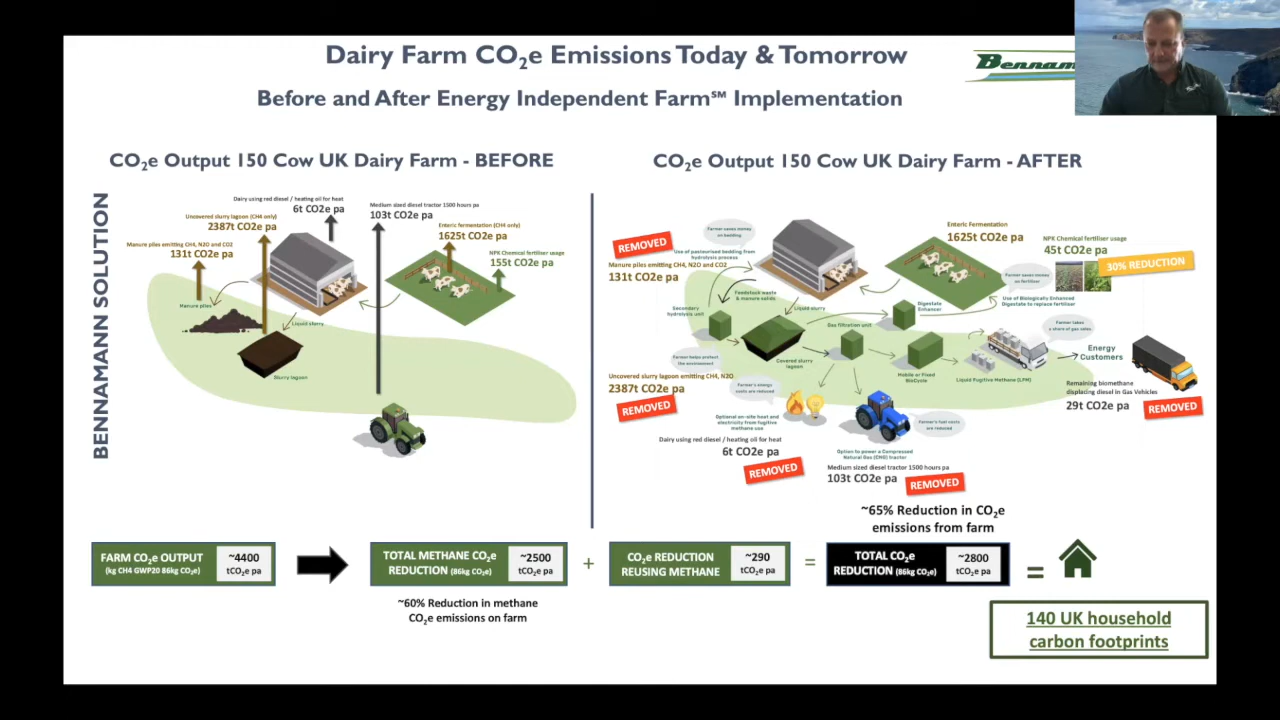 Dairy Farm CO2e Emissions Today & Tomorrow
Before and After Energy Independent Farm℠ Implementation
Bennam
BENNAMANN SOLUTION
CO2e Output 150 Cow UK Dairy Farm - BEFORE
Dairy using red diesel / heating oil for heat
6t CO2e pa
Medium sized diesel tractor 1500 hours pa
103t CO2e pa
Uncovered slurry lagoon (CH4 only)
2387t CO2e pa
Enteric fermentation (CH4 only)
1625t CO2e pa
Manure piles emitting CH4, N2O and CO2
131t CO2e pa
NPK Chemical fertiliser usage
155t CO2e pa
Manure piles
Liquid slurry
Slurry lagoon
CO2e Output 150 Cow UK Dairy Farm - AFTER
REMOVED
Manure piles emitting CH4, N2O and CO2
131t CO2e pa
Farmer saves money
on bedding
Use of pasteurised bedding from
hydrolysis process
Enteric Fermentation
1625t CO2e pa
NPK Chemical fertiliser usage
45t CO2e pa
30% REDUCTION
Farmer saves
money on
fertiliser
Feedstock waste
& manure solids
Use of Biologically Enhanced
Digestate to replace fertiliser
Secondary
hydrolysis unit
Liquid slurry
Digestate
Enhancer
Gas filtration unit
Farmer takes
a share of gas sales
Energy
Customers
Farmer helps protect
the environment
Covered slurry
lagoon
Mobile or Fixed
BioCycle
Liquid Fugitive Methane (LFM)
Uncovered slurry lagoon emitting CH4, N2O
2387t CO2e pa
REMOVED
Farmer's energy
costs are reduced
Remaining biomethane
displacing diesel in Gas Vehicles
29t CO2e pa
REMOVED
Optional on-site heat and
electricity from fugitive
methane use
Farmer's fuel costs
are reduced
Dairy using red diesel / heating oil for heat
6t CO2e pa
REMOVED
Option to power a Compressed
Natural Gas (CNG) tractor
Medium sized diesel tractor 1500 hours pa
103t CO2e pa
REMOVED
~65% Reduction in CO2e
emissions from farm
FARM CO2e OUTPUT
(kg CH4 GWP20 86kg CO2e)
~4400
tCO2e pa
TOTAL METHANE CO2e
REDUCTION (86kg CO2e)
~2500
tCO2e pa
+
CO2e REDUCTION
REUSING METHANE
~290
tCO2e pa
=
TOTAL CO2e
REDUCTION (86kg CO2e)
~2800
tCO2e pa
=
~60% Reduction in methane
CO2e emissions on farm
140 UK household
carbon footprints